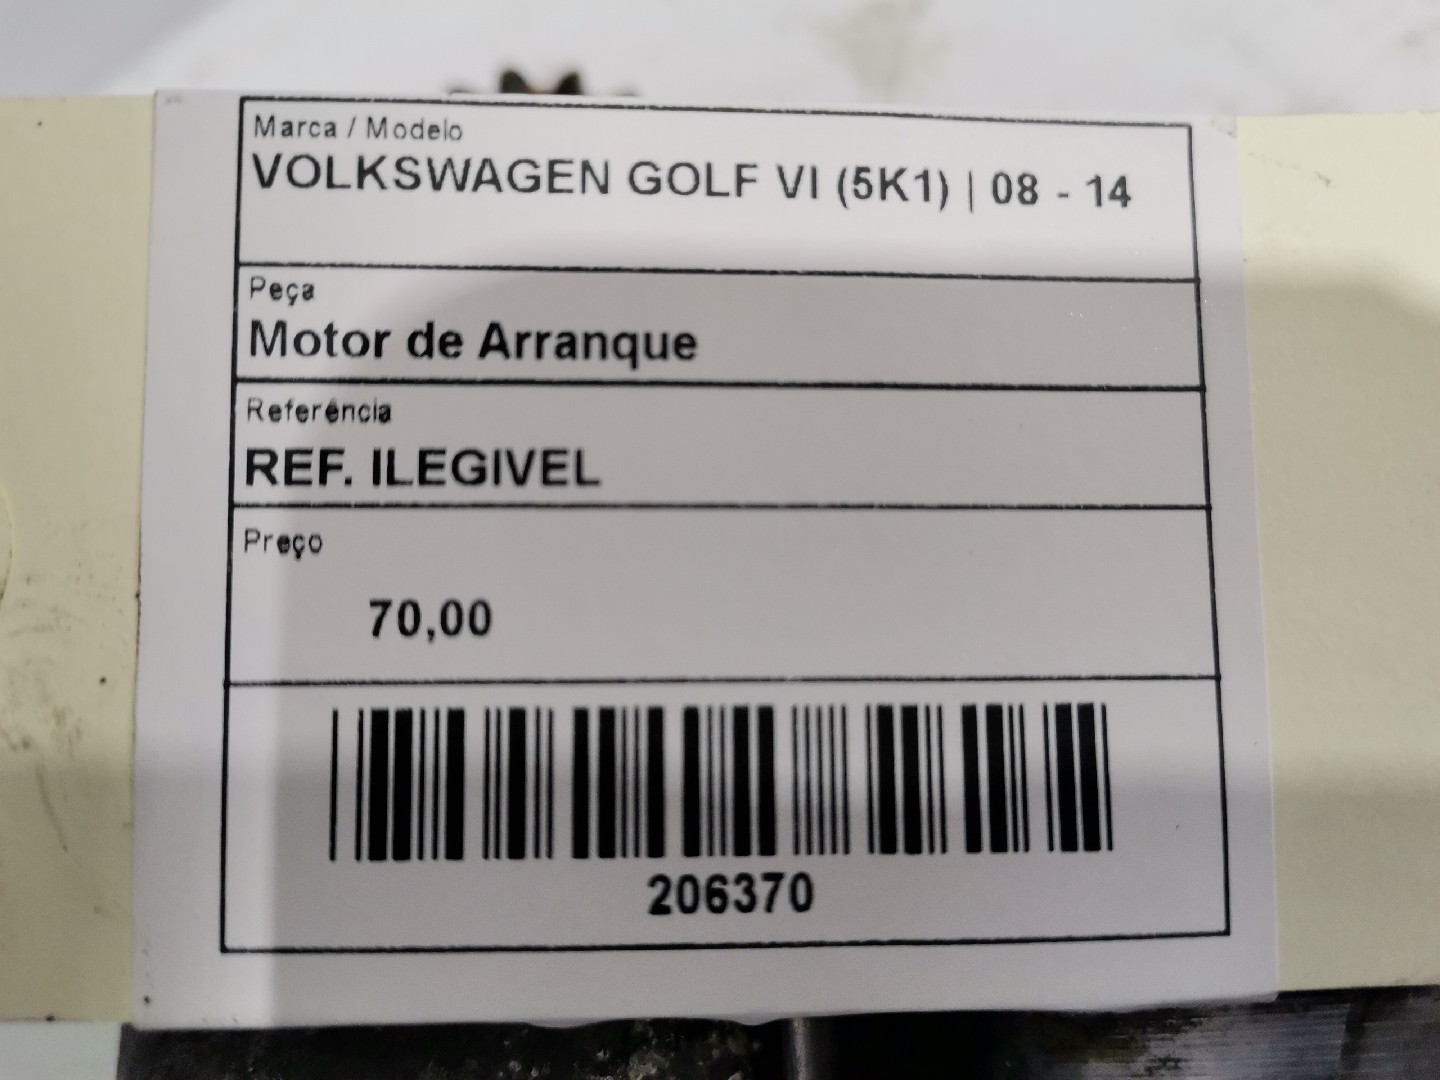 Marca / Modelo
VOLKSWAGEN GOLF VI (5K1) | 08 - 14
Peça
Motor de Arranque
Referência
REF. ILEGIVEL
Preço
70,00
206370